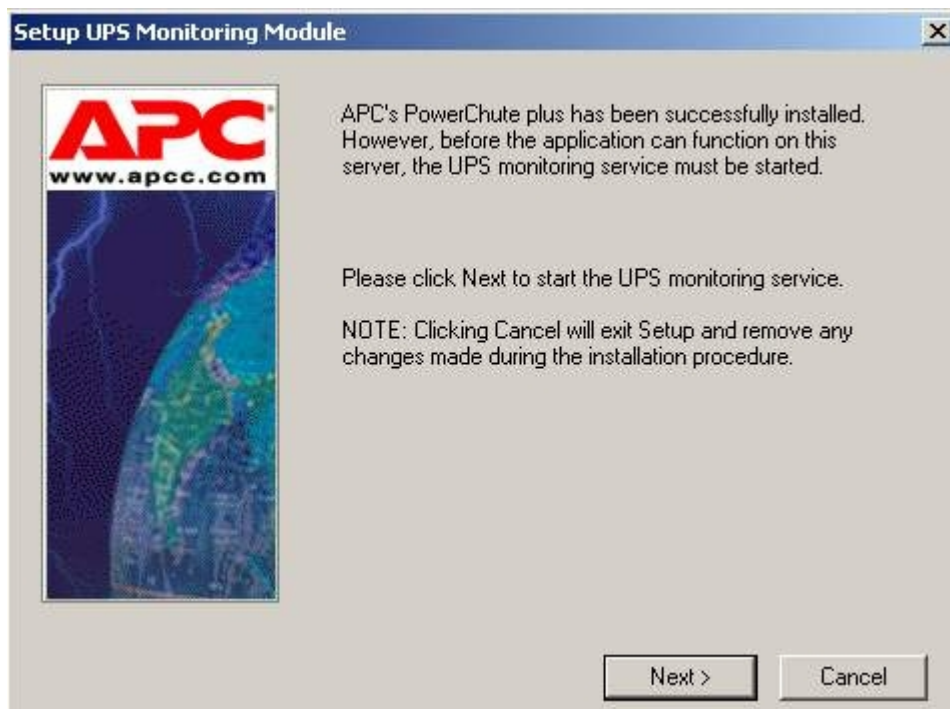 Setup UPS Monitoring Module
APC
www.apcc.com
APC's PowerChute plus has been successfully installed.
However, before the application can function on this
server, the UPS monitoring service must be started.
Please click Next to start the UPS monitoring service.
NOTE: Clicking Cancel will exit Setup and remove any
changes made during the installation procedure.
Next >
Cancel